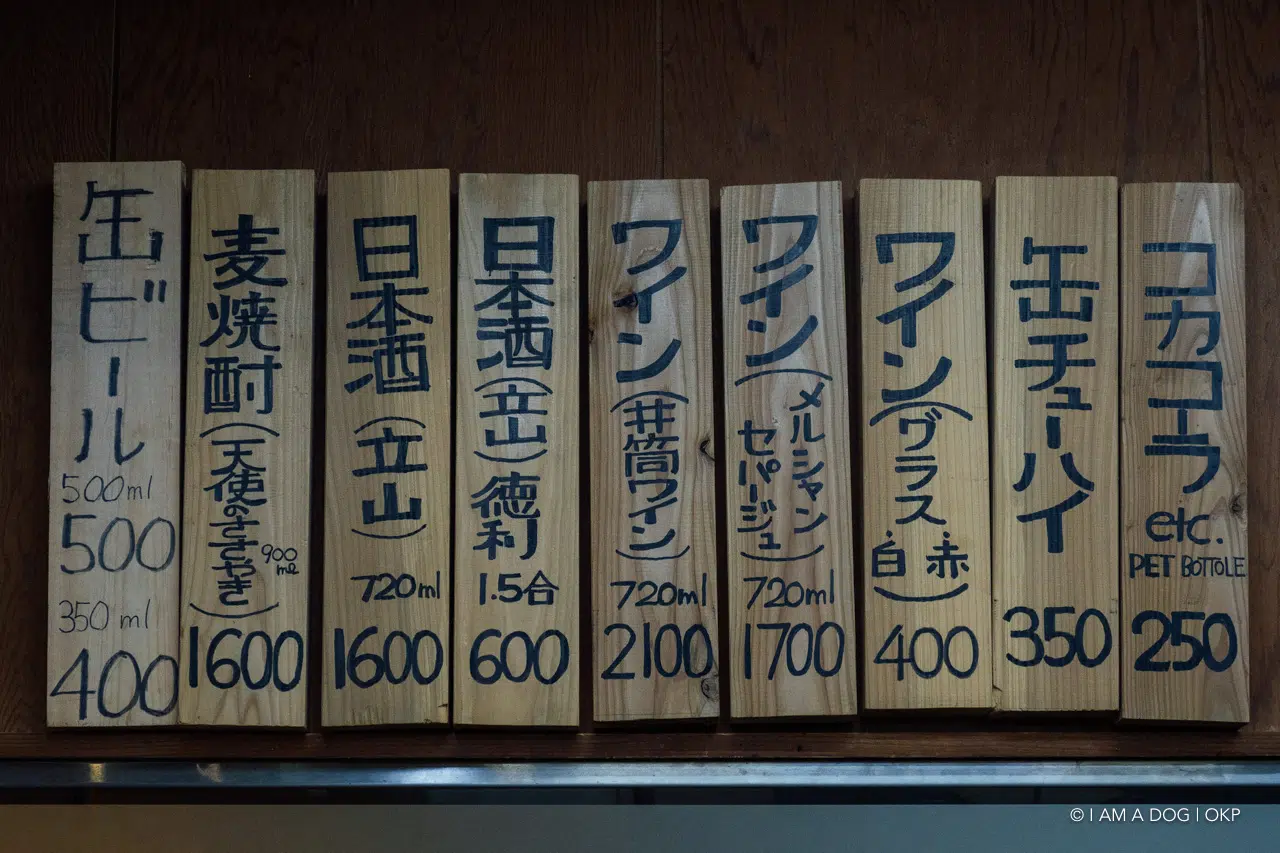 缶ビール
500ml
500
350ml
400
麦焼酎
(天使のささやき)
900ml
1600
日本酒
(立山)
720ml
1600
日本酒
(立山)
徳利
1.5合
600
ワイン
(井筒ワイン)
720ml
2100
ワイン
(メルシャン
セパージュ)
720ml
1700
ワイン
(グラス
赤
白)
400
缶チューハイ
350
コカコーラ
etc.
PET BOTTOLE
250
© I AM A DOG | OKP